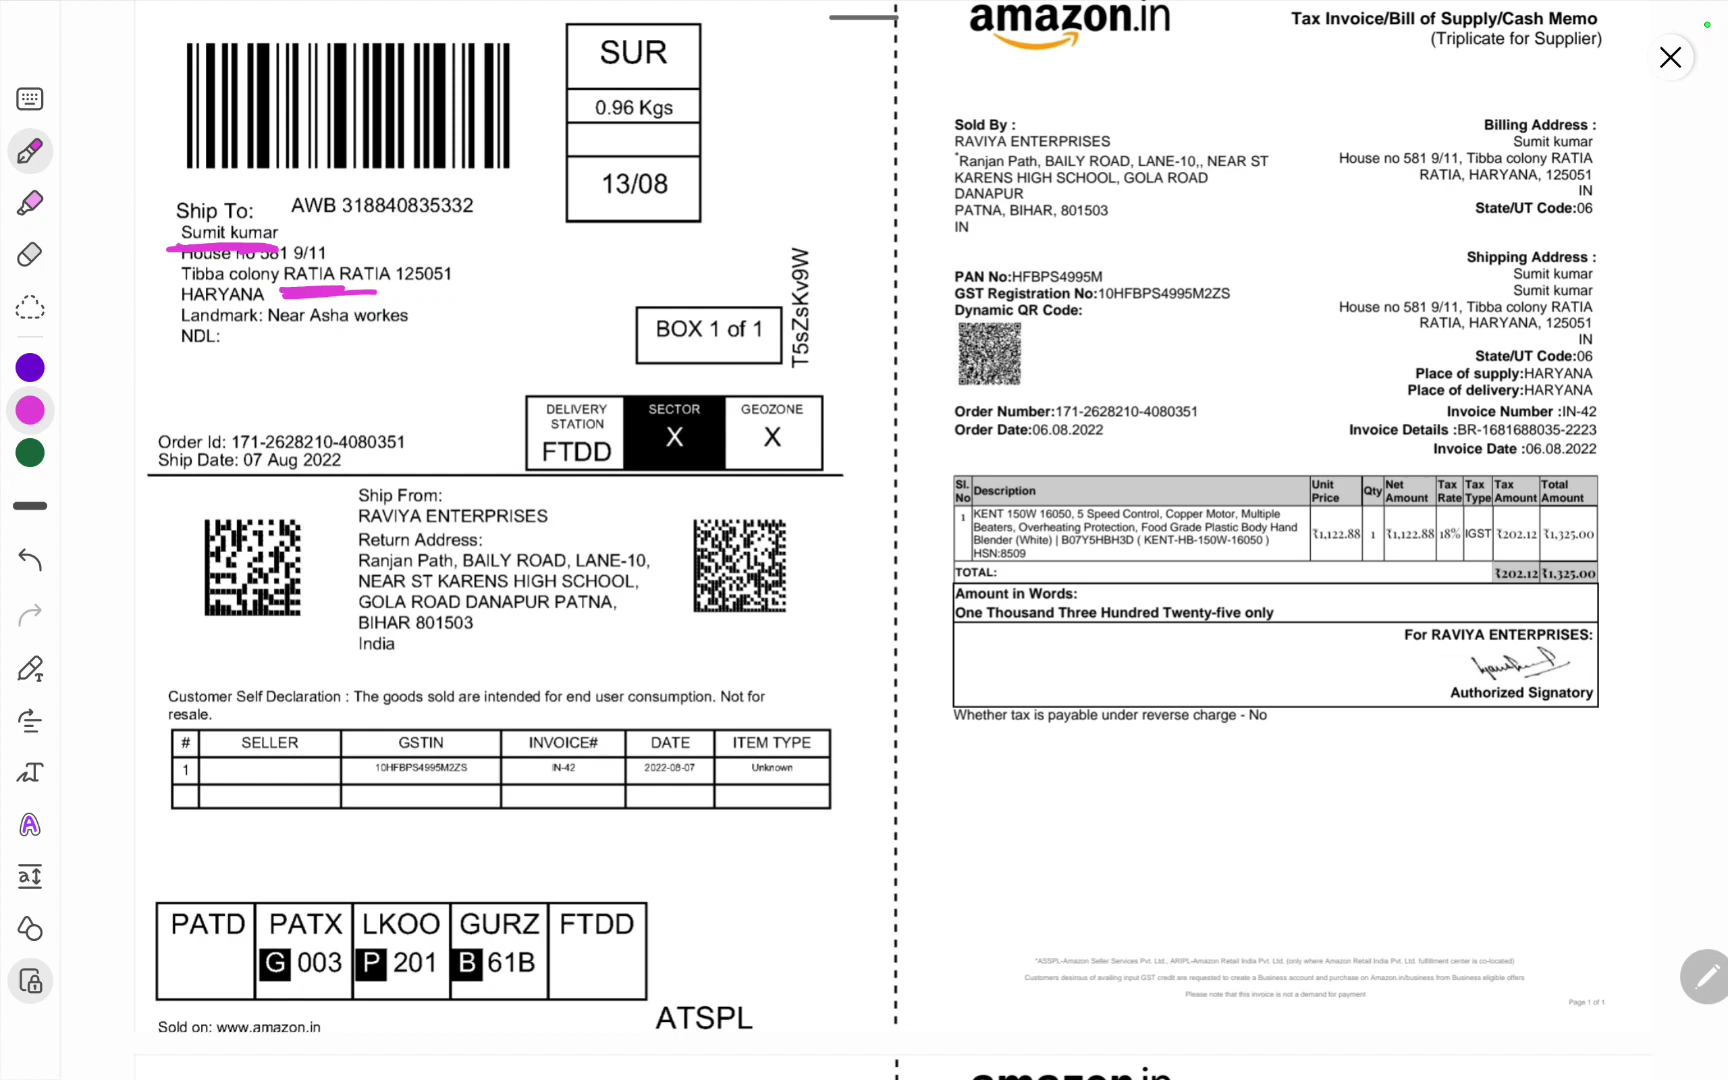 SUR
0.96 Kgs
13/08
Ship To:
AWB 318840835332
Sumit kumar
House no 581 9/11
Tibba colony RATIA RATIA 125051
HARYANA
Landmark: Near Asha workes
NDL:
BOX 1 of 1
T5sZsKv9W
DELIVERY STATION
FTDD
SECTOR
X
GEOZONE
X
Order Id: 171-2628210-4080351
Ship Date: 07 Aug 2022
Ship From:
RAVIYA ENTERPRISES
Return Address:
Ranjan Path, BAILY ROAD, LANE-10,
NEAR ST KARENS HIGH SCHOOL,
GOLA ROAD DANAPUR PATNA,
BIHAR 801503
India
Customer Self Declaration : The goods sold are intended for end user consumption. Not for
resale.
# SELLER GSTIN INVOICE# DATE ITEM TYPE
1 10HFBPS4995M2ZS IN-42 2022-08-07 Unknown
PATD PATX LKOO GURZ FTDD
G 003 P 201 B 61B
ATSPL
Sold on: www.amazon.in
amazon.in
Tax Invoice/Bill of Supply/Cash Memo
(Triplicate for Supplier)
Sold By :
RAVIYA ENTERPRISES
*Ranjan Path, BAILY ROAD, LANE-10,, NEAR ST
KARENS HIGH SCHOOL, GOLA ROAD
DANAPUR
PATNA, BIHAR, 801503
IN
Billing Address :
Sumit kumar
House no 581 9/11, Tibba colony RATIA
RATIA, HARYANA, 125051
IN
State/UT Code:06
PAN No:HFBPS4995M
GST Registration No:10HFBPS4995M2ZS
Dynamic QR Code:
Shipping Address :
Sumit kumar
Sumit kumar
House no 581 9/11, Tibba colony RATIA
RATIA, HARYANA, 125051
IN
State/UT Code:06
Place of supply:HARYANA
Place of delivery:HARYANA
Order Number:171-2628210-4080351
Order Date:06.08.2022
Invoice Number :IN-42
Invoice Details :BR-1681688035-2223
Invoice Date :06.08.2022
Sl. No Description Unit Price Qty Net Amount Tax Rate Tax Type Tax Amount Total Amount
1 KENT 150W 16050, 5 Speed Control, Copper Motor, Multiple
Beaters, Overheating Protection, Food Grade Plastic Body Hand
Blender (White) | B07Y5HBH3D ( KENT-HB-150W-16050 )
HSN:8509
₹1,122.88 1 ₹1,122.88 18% IGST ₹202.12 ₹1,325.00
TOTAL: ₹202.12 ₹1,325.00
Amount in Words:
One Thousand Three Hundred Twenty-five only
For RAVIYA ENTERPRISES:
Authorized Signatory
Whether tax is payable under reverse charge - No
*ASSPL-Amazon Seller Services Pvt. Ltd., ARIPL-Amazon Retail India Pvt. Ltd. (only where Amazon Retail India Pvt. Ltd. fulfillment center is co-located)
Customers desirous of availing input GST credit are requested to create a Business account and purchase on Amazon.in/business from Business eligible offers
Please note that this invoice is not a demand for payment
Page 1 of 1
amazon.in